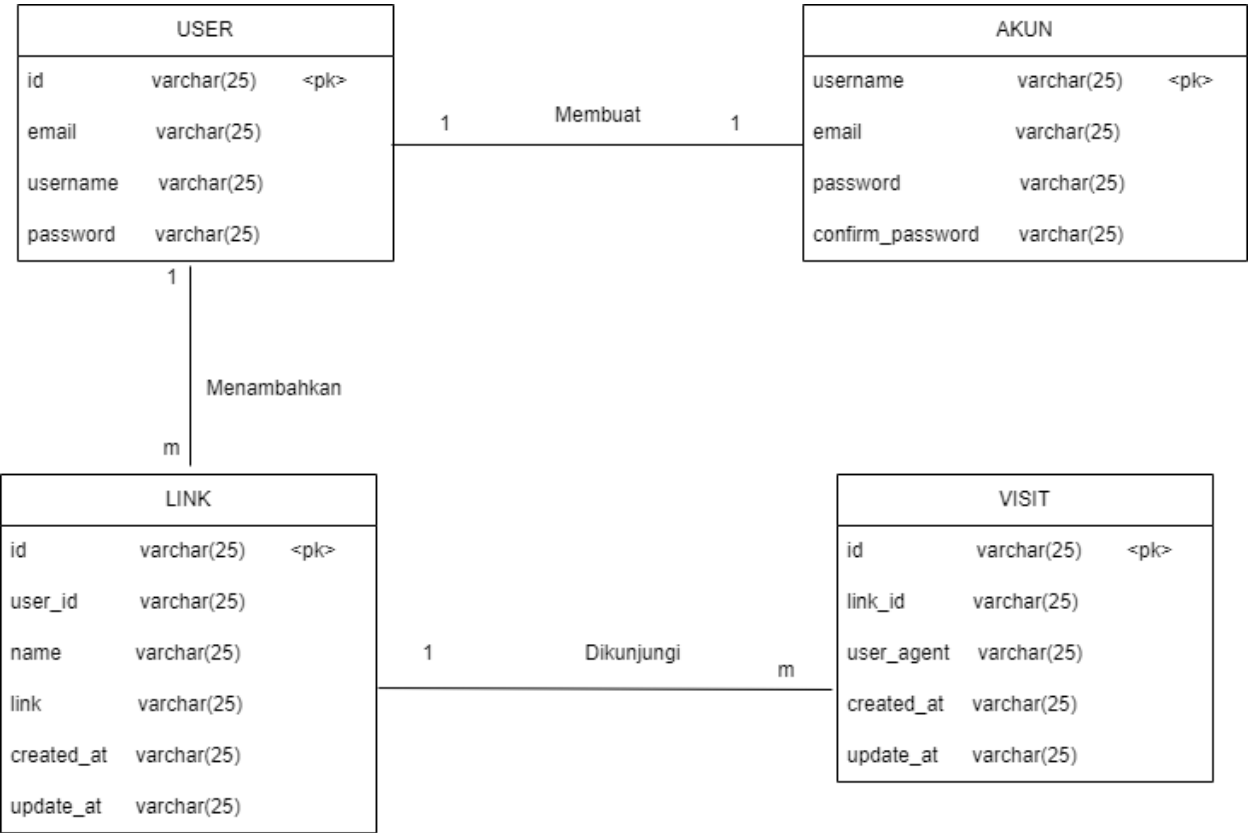 USER
id varchar(25) <pk>
email varchar(25)
username varchar(25)
password varchar(25)
1 Membuat 1
AKUN
username varchar(25) <pk>
email varchar(25)
password varchar(25)
confirm_password varchar(25)
1
Menambahkan
m
LINK
id varchar(25) <pk>
user_id varchar(25)
name varchar(25)
link varchar(25)
created_at varchar(25)
update_at varchar(25)
1 Dikunjungi m
VISIT
id varchar(25) <pk>
link_id varchar(25)
user_agent varchar(25)
created_at varchar(25)
update_at varchar(25)